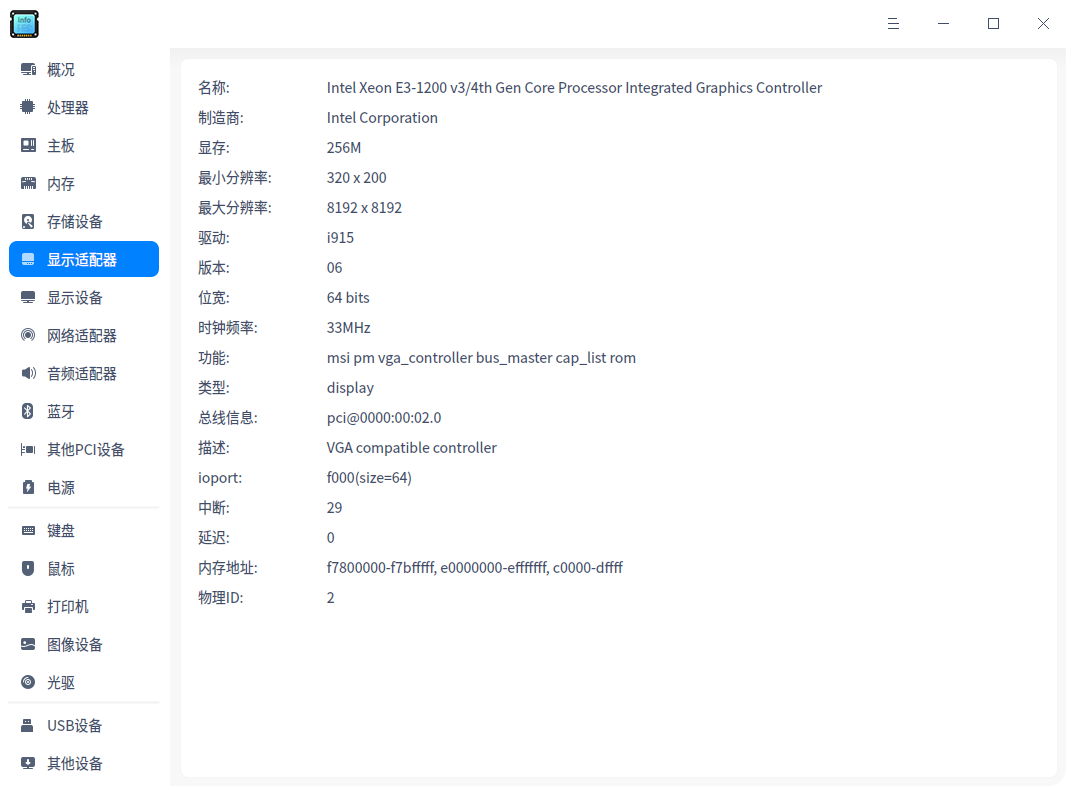 info
概况
处理器
主板
内存
存储设备
显示适配器
显示设备
网络适配器
音频适配器
蓝牙
其他PCI设备
电源
键盘
鼠标
打印机
图像设备
光驱
USB设备
其他设备
名称: Intel Xeon E3-1200 v3/4th Gen Core Processor Integrated Graphics Controller
制造商: Intel Corporation
显存: 256M
最小分辨率: 320 x 200
最大分辨率: 8192 x 8192
驱动: i915
版本: 06
位宽: 64 bits
时钟频率: 33MHz
功能: msi pm vga_controller bus_master cap_list rom
类型: display
总线信息: pci@0000:00:02.0
描述: VGA compatible controller
ioport: f000(size=64)
中断: 29
延迟: 0
内存地址: f7800000-f7bfffff, e0000000-efffffff, c0000-dffff
物理ID: 2